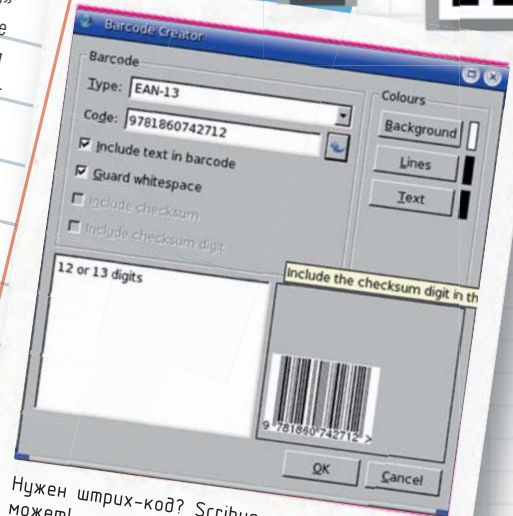 Barcode Creator
Barcode
Type: EAN-13
Code: 9781860742712
Include text in barcode
Guard whitespace
Include checksum
Include checksum digit
Colours
Background
Lines
Text
12 or 13 digits
Include the checksum digit in th
9 781860 742712 >
OK
Cancel
Нужен штрих-код? Scribus
может!